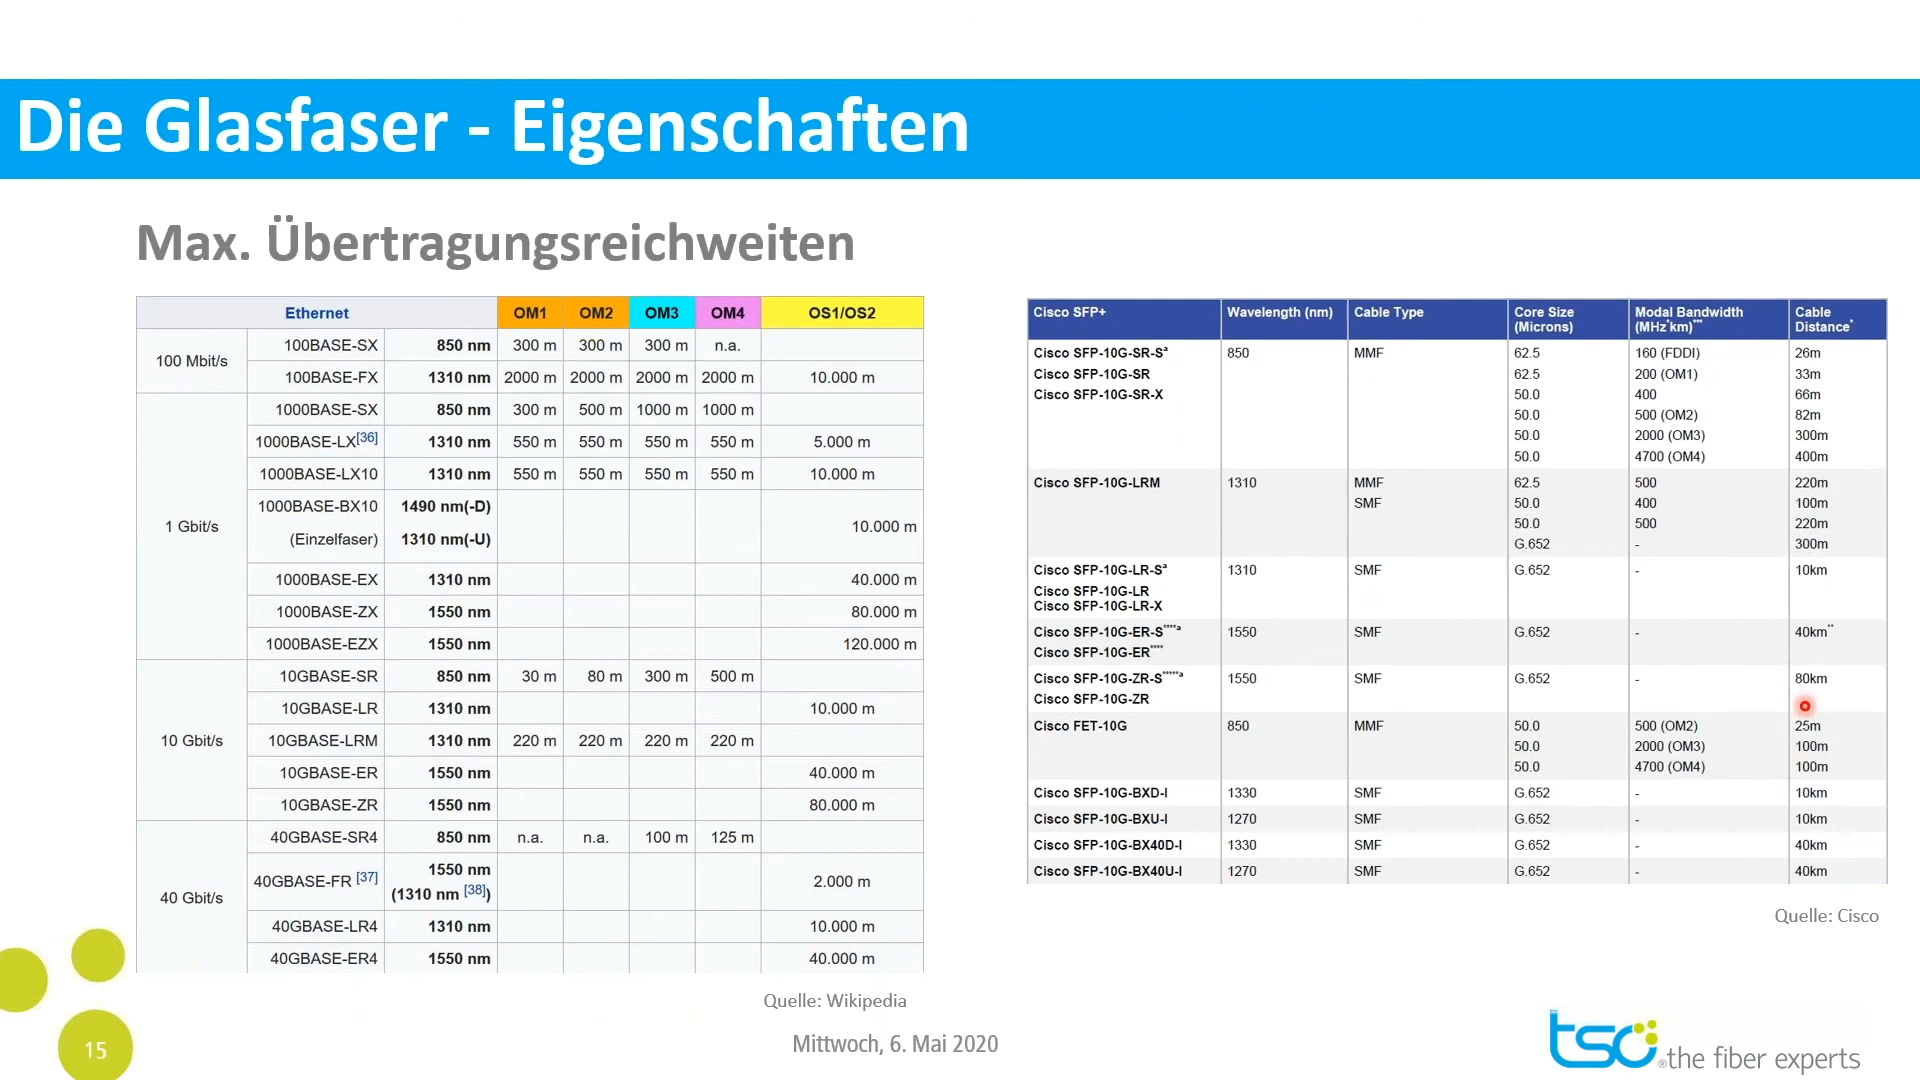 Die Glasfaser - Eigenschaften
Max. Übertragungsreichweiten
Ethernet OM1 OM2 OM3 OM4 OS1/OS2
100 Mbit/s
100BASE-SX 850 nm 300 m 300 m 300 m n.a.
100BASE-FX 1310 nm 2000 m 2000 m 2000 m 2000 m 10.000 m
1 Gbit/s
1000BASE-SX 850 nm 300 m 500 m 1000 m 1000 m
1000BASE-LX[36] 1310 nm 550 m 550 m 550 m 550 m 5.000 m
1000BASE-LX10 1310 nm 550 m 550 m 550 m 550 m 10.000 m
1000BASE-BX10 1490 nm(-D)
(Einzelfaser) 1310 nm(-U) 10.000 m
1000BASE-EX 1310 nm 40.000 m
1000BASE-ZX 1550 nm 80.000 m
1000BASE-EZX 1550 nm 120.000 m
10 Gbit/s
10GBASE-SR 850 nm 30 m 80 m 300 m 500 m
10GBASE-LR 1310 nm 10.000 m
10GBASE-LRM 1310 nm 220 m 220 m 220 m 220 m
10GBASE-ER 1550 nm 40.000 m
10GBASE-ZR 1550 nm 80.000 m
40 Gbit/s
40GBASE-SR4 850 nm n.a. n.a. 100 m 125 m
40GBASE-FR [37] 1550 nm
(1310 nm [38]) 2.000 m
40GBASE-LR4 1310 nm 10.000 m
40GBASE-ER4 1550 nm 40.000 m
Quelle: Wikipedia
Cisco SFP+ Wavelength (nm) Cable Type Core Size (Microns) Modal Bandwidth (MHz*km)*** Cable Distance*
Cisco SFP-10G-SR-Sª 850 MMF 62.5 160 (FDDI) 26m
Cisco SFP-10G-SR 62.5 200 (OM1) 33m
Cisco SFP-10G-SR-X 50.0 400 66m
50.0 500 (OM2) 82m
50.0 2000 (OM3) 300m
50.0 4700 (OM4) 400m
Cisco SFP-10G-LRM 1310 MMF 62.5 500 220m
SMF 50.0 400 100m
50.0 500 220m
G.652 - 300m
Cisco SFP-10G-LR-Sª 1310 SMF G.652 - 10km
Cisco SFP-10G-LR
Cisco SFP-10G-LR-X
Cisco SFP-10G-ER-S****ª 1550 SMF G.652 - 40km**
Cisco SFP-10G-ER****
Cisco SFP-10G-ZR-S*****ª 1550 SMF G.652 - 80km
Cisco SFP-10G-ZR
Cisco FET-10G 850 MMF 50.0 500 (OM2) 25m
50.0 2000 (OM3) 100m
50.0 4700 (OM4) 100m
Cisco SFP-10G-BXD-I 1330 SMF G.652 - 10km
Cisco SFP-10G-BXU-I 1270 SMF G.652 - 10km
Cisco SFP-10G-BX40D-I 1330 SMF G.652 - 40km
Cisco SFP-10G-BX40U-I 1270 SMF G.652 - 40km
Quelle: Cisco
15
Mittwoch, 6. Mai 2020
tso® the fiber experts